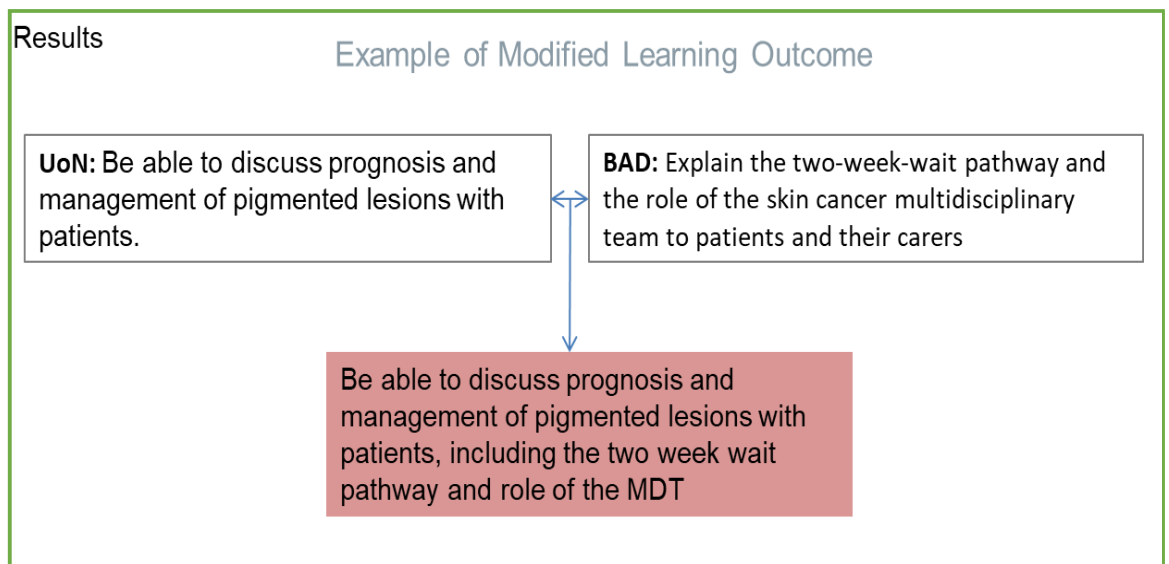 Results
Example of Modified Learning Outcome
UoN: Be able to discuss prognosis and
management of pigmented lesions with
patients.
BAD: Explain the two-week-wait pathway and
the role of the skin cancer multidisciplinary
team to patients and their carers
Be able to discuss prognosis and
management of pigmented lesions with
patients, including the two week wait
pathway and role of the MDT